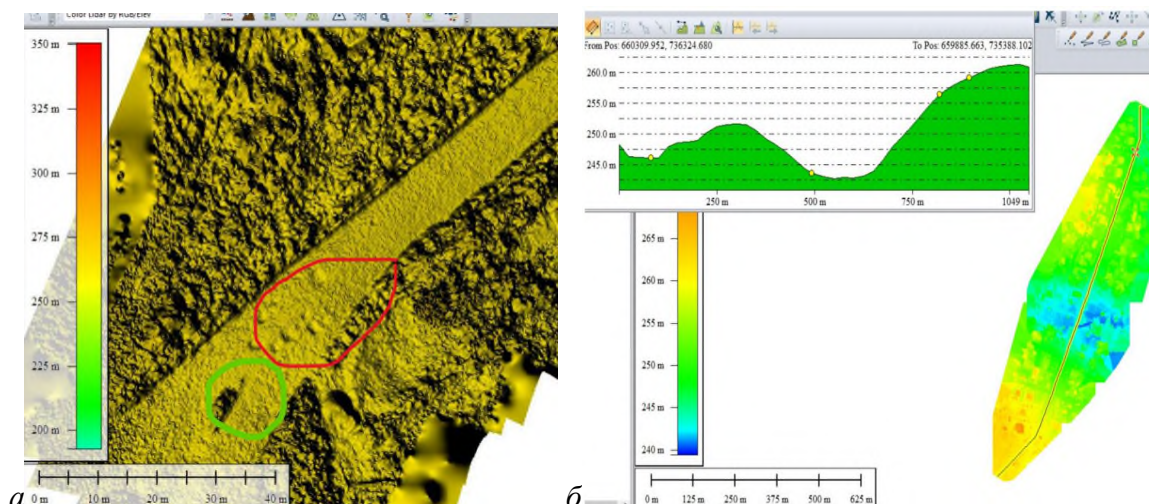 Color Lidar by RGB/Elev
350 m
325 m
300 m
275 m
250 m
225 m
200 m
0 m 10 m 20 m 30 m 40 m
а
From Pos: 660309.952, 736324.680 To Pos: 659885.663, 735388.102
260.0 m
255.0 m
250.0 m
245.0 m
250 m 500 m 750 m 1049 m
265 m
260 m
255 m
250 m
245 m
240 m
0 m 125 m 250 m 375 m 500 m 625 m
б